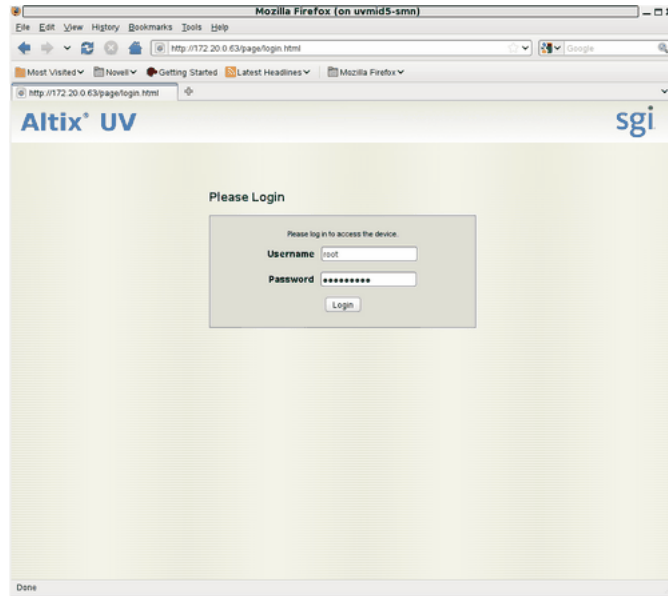 Mozilla Firefox (on uvmid5-smn)
File Edit View History Bookmarks Tools Help
http://172.20.0.63/page/login.html Google
Most Visited Novell Getting Started Latest Headlines Mozilla Firefox
http://172.20.0.63/page/login.html
Altix® UV sgi
Please Login
Please log in to access the device.
Username root
Password •••••••••
Login
Done